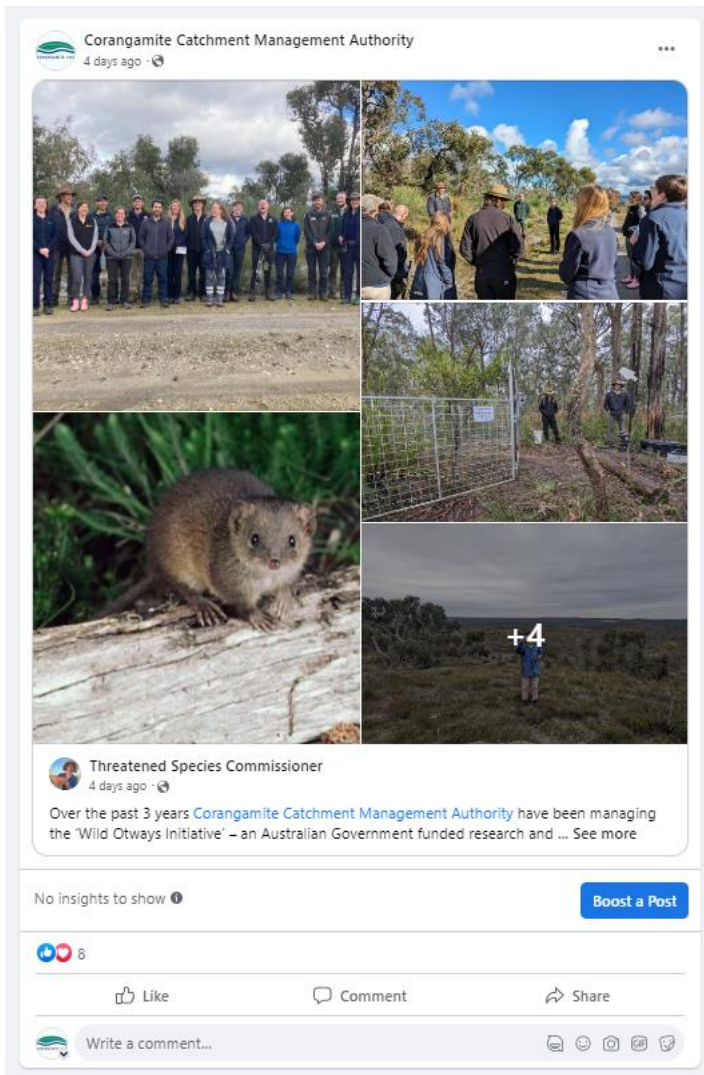 Corangamite Catchment Management Authority
4 days ago ·
+4
Threatened Species Commissioner
4 days ago ·
Over the past 3 years Corangamite Catchment Management Authority have been managing
the ‘Wild Otways Initiative’ – an Australian Government funded research and ... See more
No insights to show
Boost a Post
8
Like
Comment
Share
Write a comment...
GIF